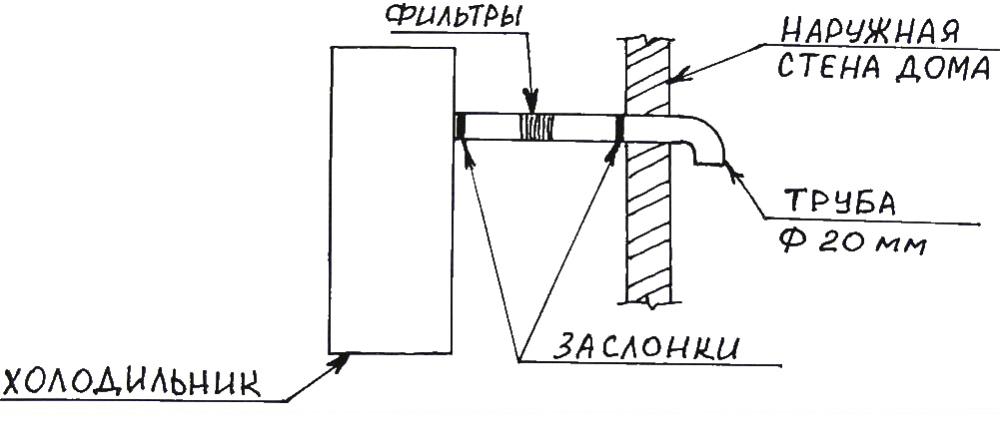 ФИЛЬТРЫ
НАРУЖНАЯ
СТЕНА ДОМА
ТРУБА
Ф 20 мм
ЗАСЛОНКИ
ХОЛОДИЛЬНИК